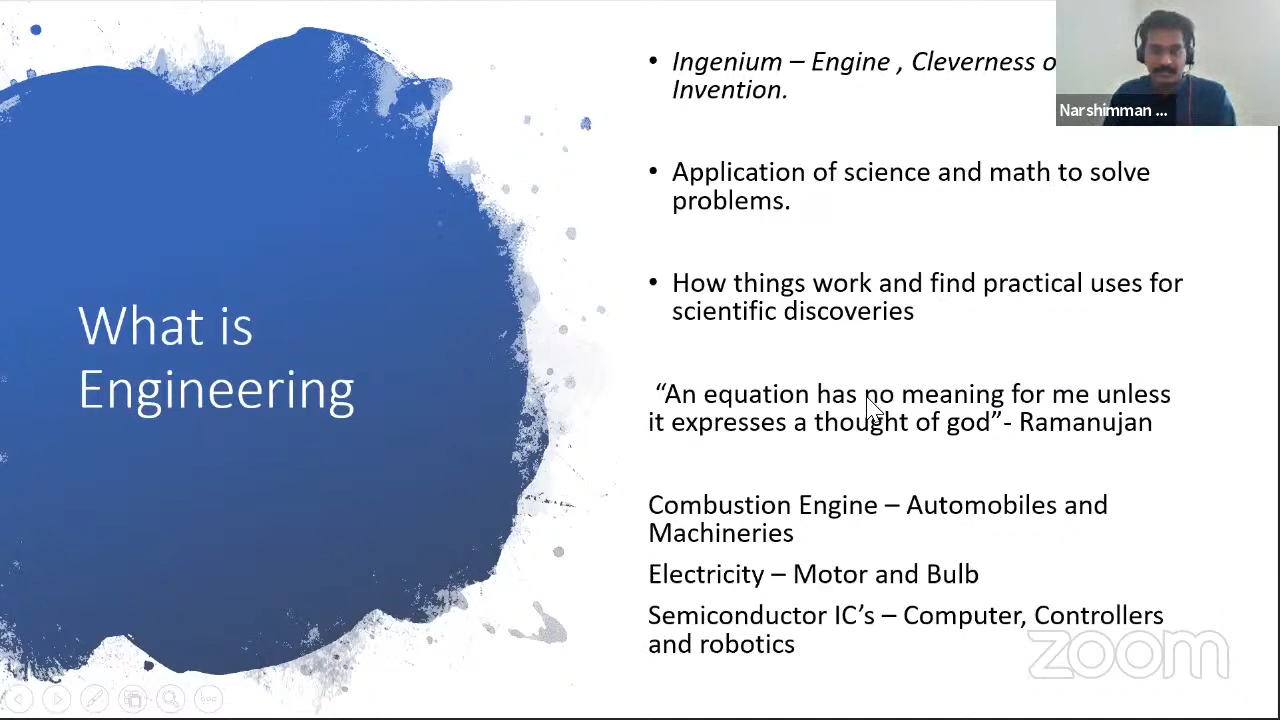 What is
Engineering
• Ingenium – Engine , Cleverness o
Invention.
• Application of science and math to solve
problems.
• How things work and find practical uses for
scientific discoveries
“An equation has no meaning for me unless
it expresses a thought of god”- Ramanujan
Combustion Engine – Automobiles and
Machineries
Electricity – Motor and Bulb
Semiconductor IC’s – Computer, Controllers
and robotics
Narshimman ...
zoom